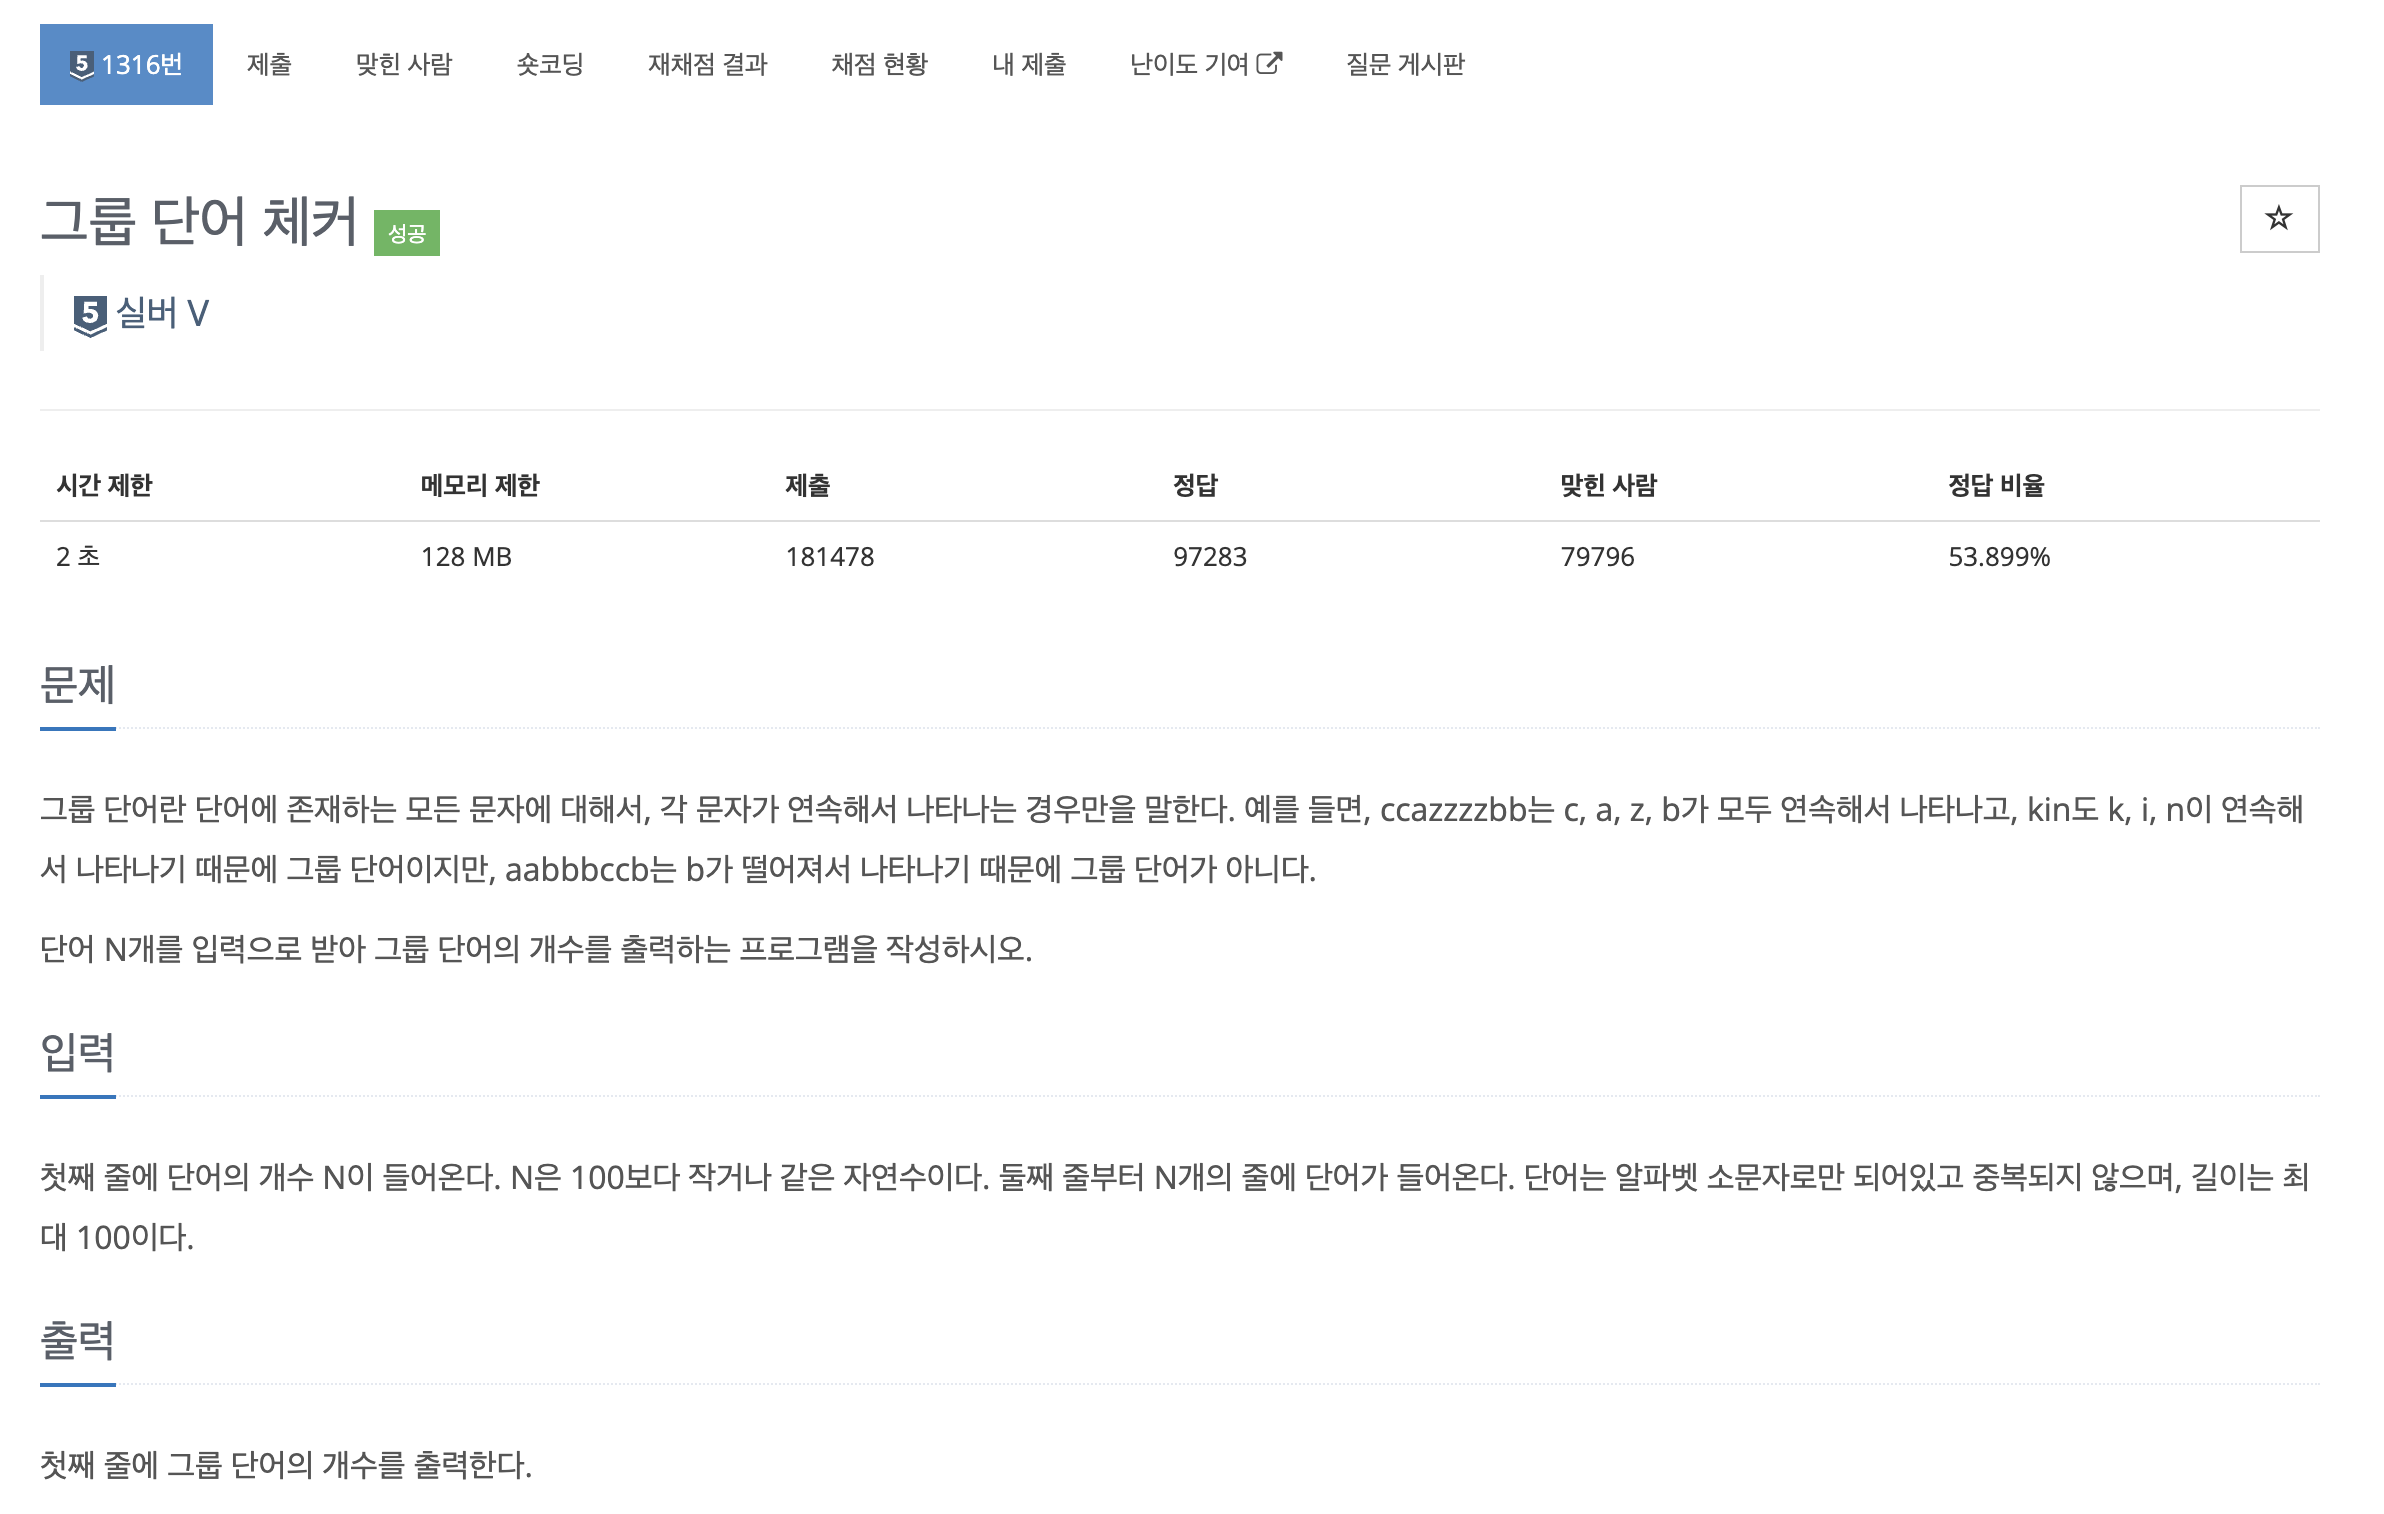 5 1316번 제출 맞힌 사람 숏코딩 재채점 결과 채점 현황 내 제출 난이도 기여 질문 게시판
그룹 단어 체커 성공
5 실버 V
시간 제한 메모리 제한 제출 정답 맞힌 사람 정답 비율
2 초 128 MB 181478 97283 79796 53.899%
문제
그룹 단어란 단어에 존재하는 모든 문자에 대해서, 각 문자가 연속해서 나타나는 경우만을 말한다. 예를 들면, ccazzzzbb는 c, a, z, b가 모두 연속해서 나타나고, kin도 k, i, n이 연속해
서 나타나기 때문에 그룹 단어이지만, aabbbccb는 b가 떨어져서 나타나기 때문에 그룹 단어가 아니다.
단어 N개를 입력으로 받아 그룹 단어의 개수를 출력하는 프로그램을 작성하시오.
입력
첫째 줄에 단어의 개수 N이 들어온다. N은 100보다 작거나 같은 자연수이다. 둘째 줄부터 N개의 줄에 단어가 들어온다. 단어는 알파벳 소문자로만 되어있고 중복되지 않으며, 길이는 최
대 100이다.
출력
첫째 줄에 그룹 단어의 개수를 출력한다.